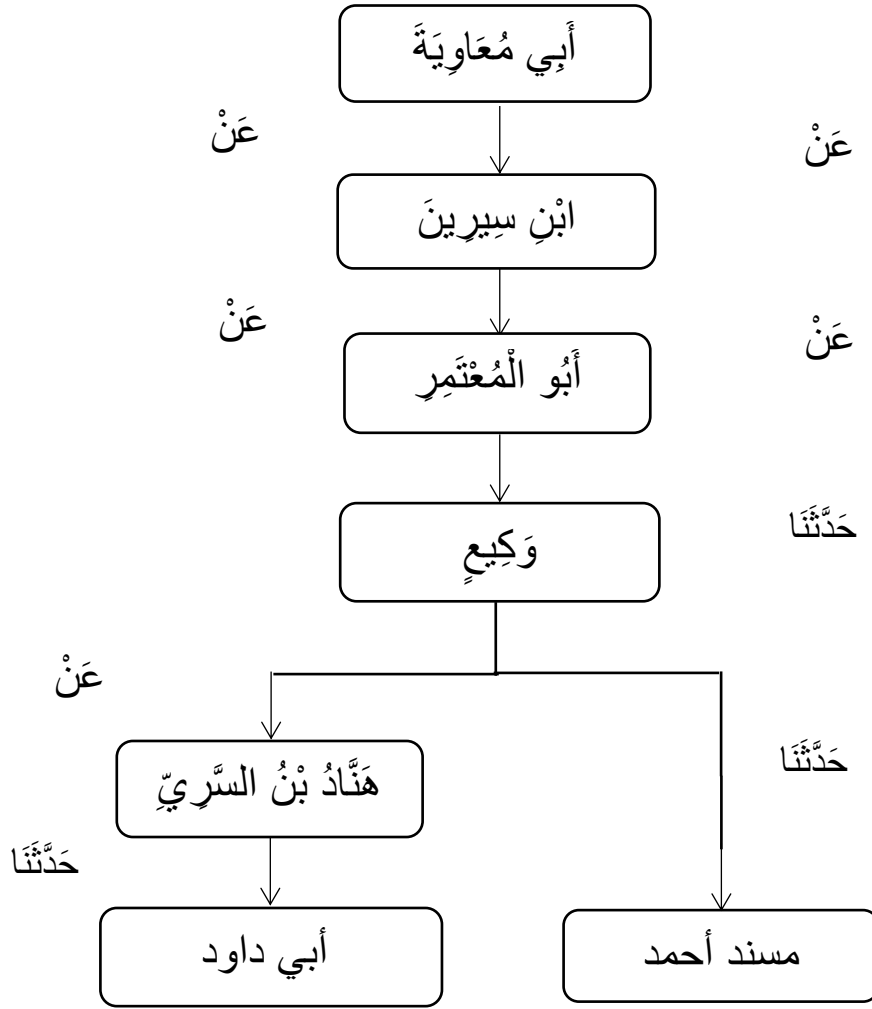 أَبِي مُعَاوِيَةَ
عَنْ
عَنْ
ابْنِ سِيرِينَ
عَنْ
عَنْ
أَبُو الْمُعْتَمِرِ
حَدَّثَنَا
وَكِيعٍ
عَنْ
حَدَّثَنَا
هَنَّادُ بْنُ السَّرِيِّ
حَدَّثَنَا
مسند أحمد
أبي داود